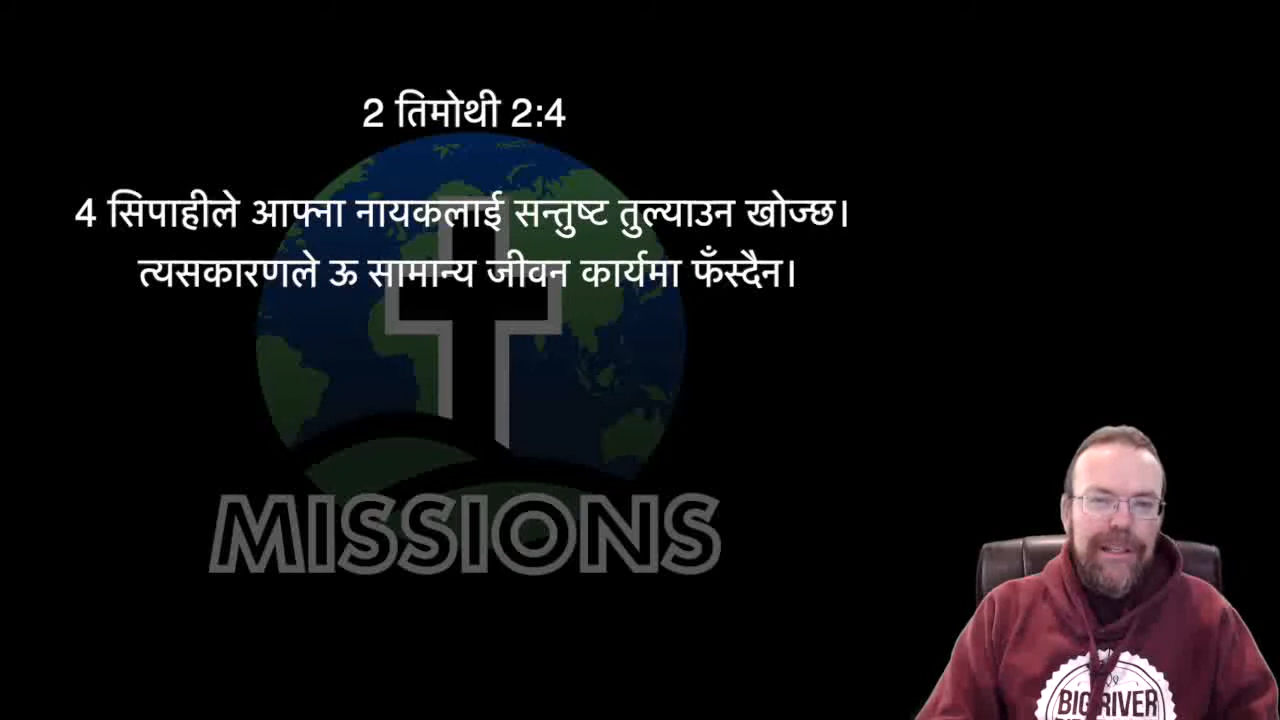 2 तिमोथी 2:4
4 सिपाहीले आफ्ना नायकलाई सन्तुष्ट तुल्याउन खोज्छ।
त्यसकारणले ऊ सामान्य जीवन कार्यमा फँस्दैन।
MISSIONS
BIG RIVER